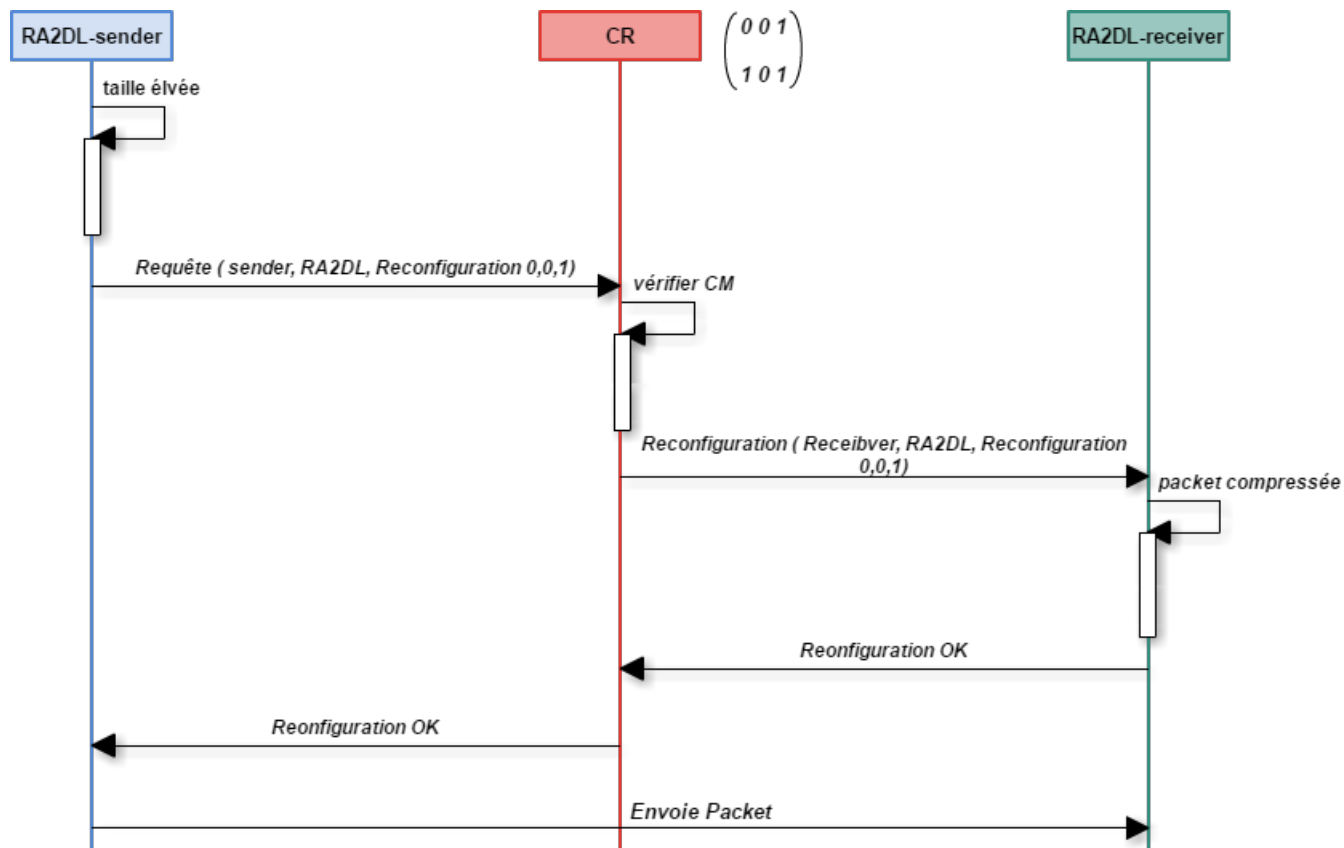 RA2DL-sender
CR
0 0 1
1 0 1
RA2DL-receiver
taille élvée
Requête ( sender, RA2DL, Reconfiguration 0,0,1)
vérifier CM
Reconfiguration ( Receibver, RA2DL, Reconfiguration
0,0,1)
packet compressée
Reonfiguration OK
Reonfiguration OK
Envoie Packet